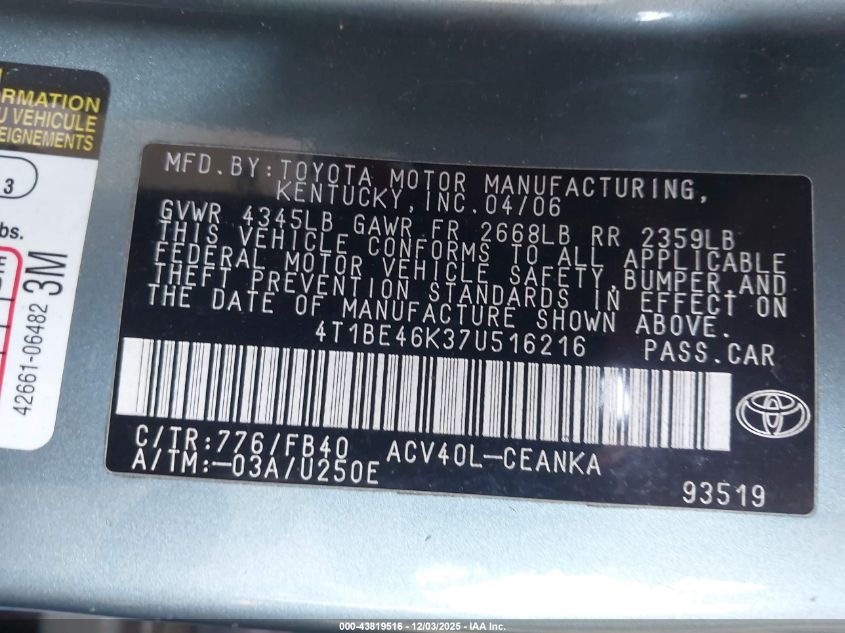 RMATION
U VEHICULE
EIGNEMENTS
3
bs.
E
42661-06482 3M
MFD.BY:TOYOTA MOTOR MANUFACTURING,
KENTUCKY,INC.04/06
GVWR 4345LB GAWR FR 2668LB RR 2359LB
THIS VEHICLE CONFORMS TO ALL APPLICABLE
FEDERAL MOTOR VEHICLE SAFETY,BUMPER,AND
THEFT PREVENTION STANDARDS IN EFFECT ON
THE DATE OF MANUFACTURE SHOWN ABOVE.
4T1BE46K37U516216 PASS.CAR
C/TR:776/FB40 ACV40L-CEANKA
A/TM:-03A/U250E
93519
TOYOTA
000-43819516 - 12/03/2025 - IAA Inc.